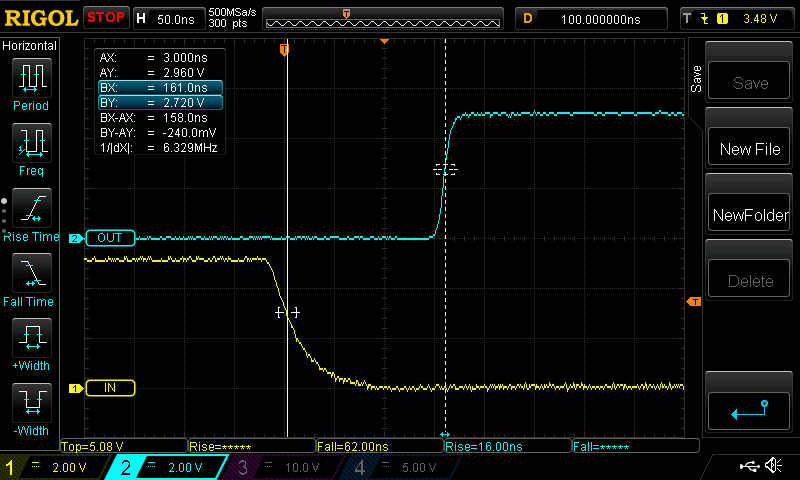 RIGOL STOP H 50.0ns 500MSa/s 300 pts T D 100.000000ns T 1 3.48 V
Horizontal
Period
Freq
Rise Time
Fall Time
+Width
-Width
T
AX: = 3.000ns
AY: = 2.960 V
BX: = 161.0ns
BY: = 2.720 V
BX-AX: = 158.0ns
BY-AY: = -240.0mV
1/|dX|: = 6.329MHz
2 OUT
1 IN
T
Save
Save
New File
NewFolder
Delete
Top=5.08 V Rise=***** Fall=62.00ns Rise=16.00ns Fall=*****
1 = 2.00 V 2 = 2.00 V 3 = 10.0 V 4 = 5.00 V